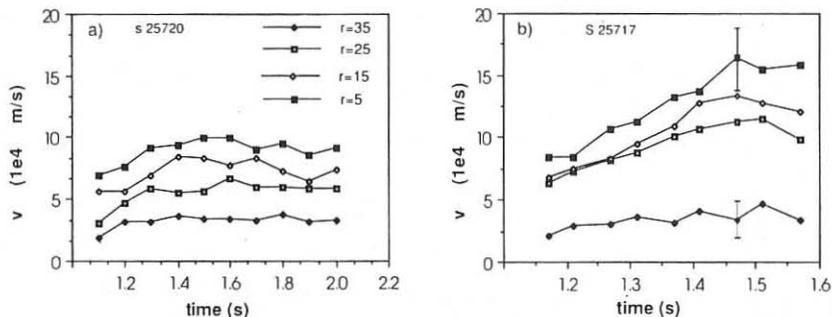 a) s 25720
r=35
r=25
r=15
r=5
v (1e4 m/s)
20
15
10
5
0
1.2 1.4 1.6 1.8 2.0 2.2
time (s)
b) S 25717
v (1e4 m/s)
20
15
10
5
0
1.2 1.3 1.4 1.5 1.6
time (s)